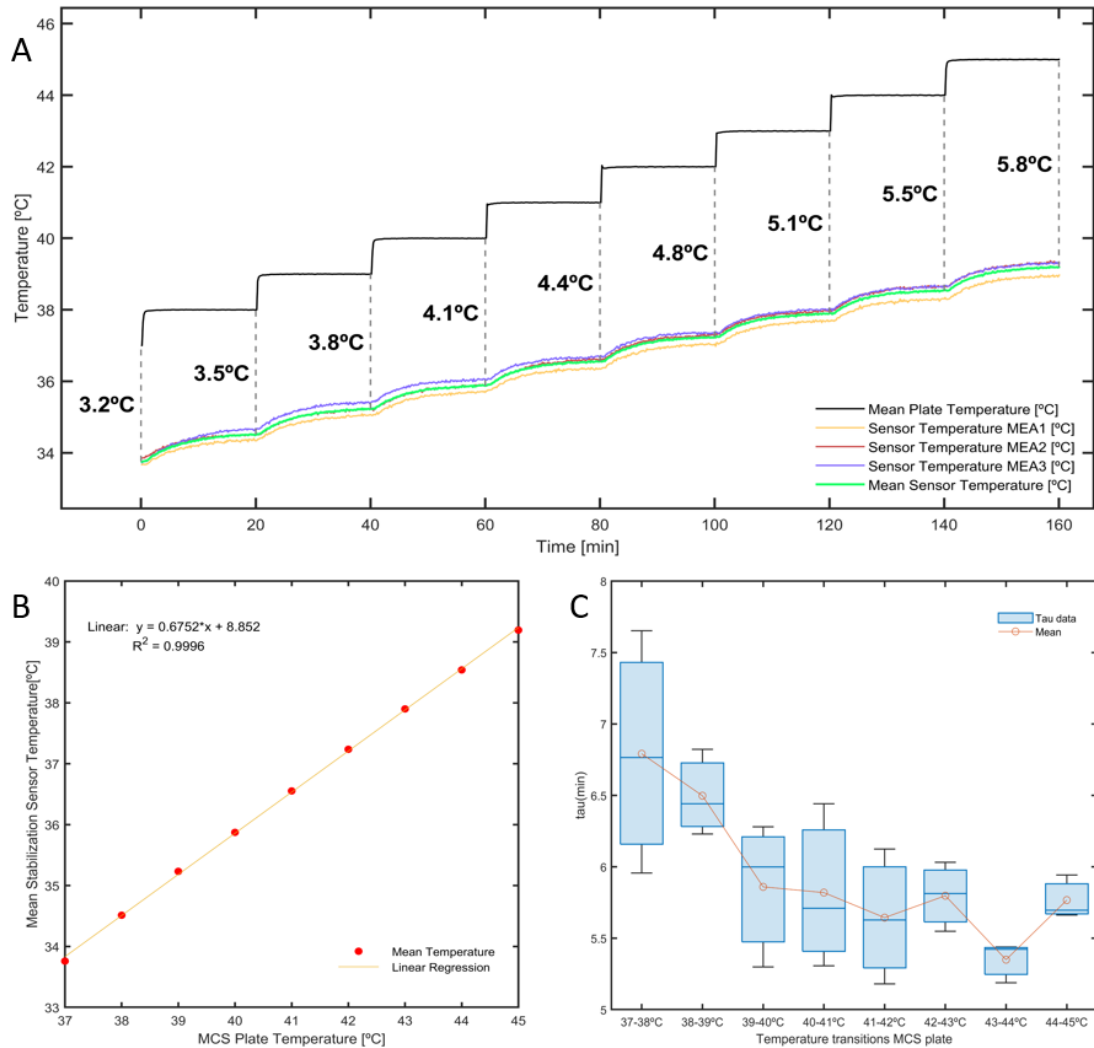 A
46
44
42
40
38
36
34
Temperature [ºC]
3.2ºC
3.5ºC
3.8ºC
4.1ºC
4.4ºC
4.8ºC
5.1ºC
5.5ºC
5.8ºC
Mean Plate Temperature [ºC]
Sensor Temperature MEA1 [ºC]
Sensor Temperature MEA2 [ºC]
Sensor Temperature MEA3 [ºC]
Mean Sensor Temperature [ºC]
0 20 40 60 80 100 120 140 160
Time [min]
B
40
39
38
37
36
35
34
33
Mean Stabilization Sensor Temperature[ºC]
Linear: y = 0.6752*x + 8.852
R² = 0.9996
Mean Temperature
Linear Regression
37 38 39 40 41 42 43 44 45
MCS Plate Temperature [ºC]
C
8
7.5
7
6.5
6
5.5
5
tau(min)
Tau data
Mean
37-38ºC 38-39ºC 39-40ºC 40-41ºC 41-42ºC 42-43ºC 43-44ºC 44-45ºC
Temperature transitions MCS plate